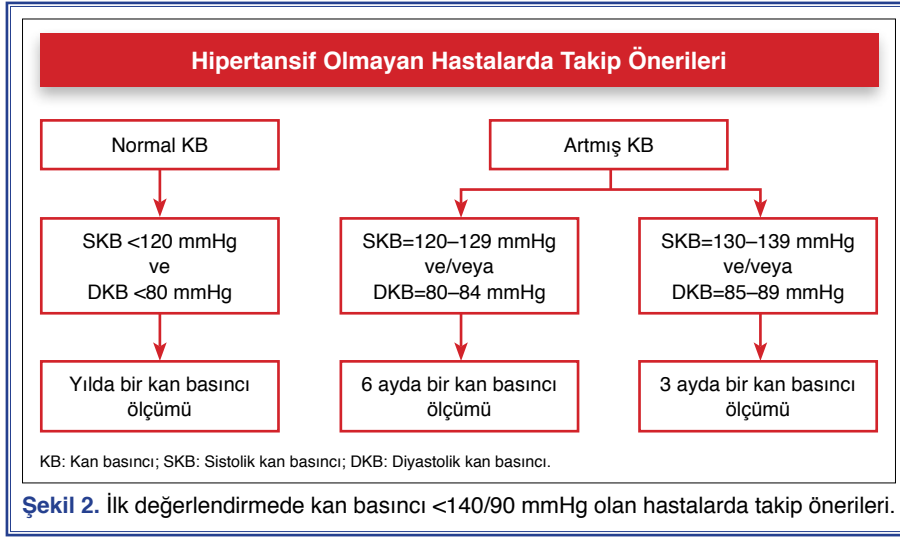 Hipertansif Olmayan Hastalarda Takip Önerileri
Normal KB
Artmış KB
SKB <120 mmHg
ve
DKB <80 mmHg
SKB=120–129 mmHg
ve/veya
DKB=80–84 mmHg
SKB=130–139 mmHg
ve/veya
DKB=85–89 mmHg
Yılda bir kan basıncı
ölçümü
6 ayda bir kan basıncı
ölçümü
3 ayda bir kan basıncı
ölçümü
KB: Kan basıncı; SKB: Sistolik kan basıncı; DKB: Diyastolik kan basıncı.
Şekil 2. İlk değerlendirmede kan basıncı <140/90 mmHg olan hastalarda takip önerileri.